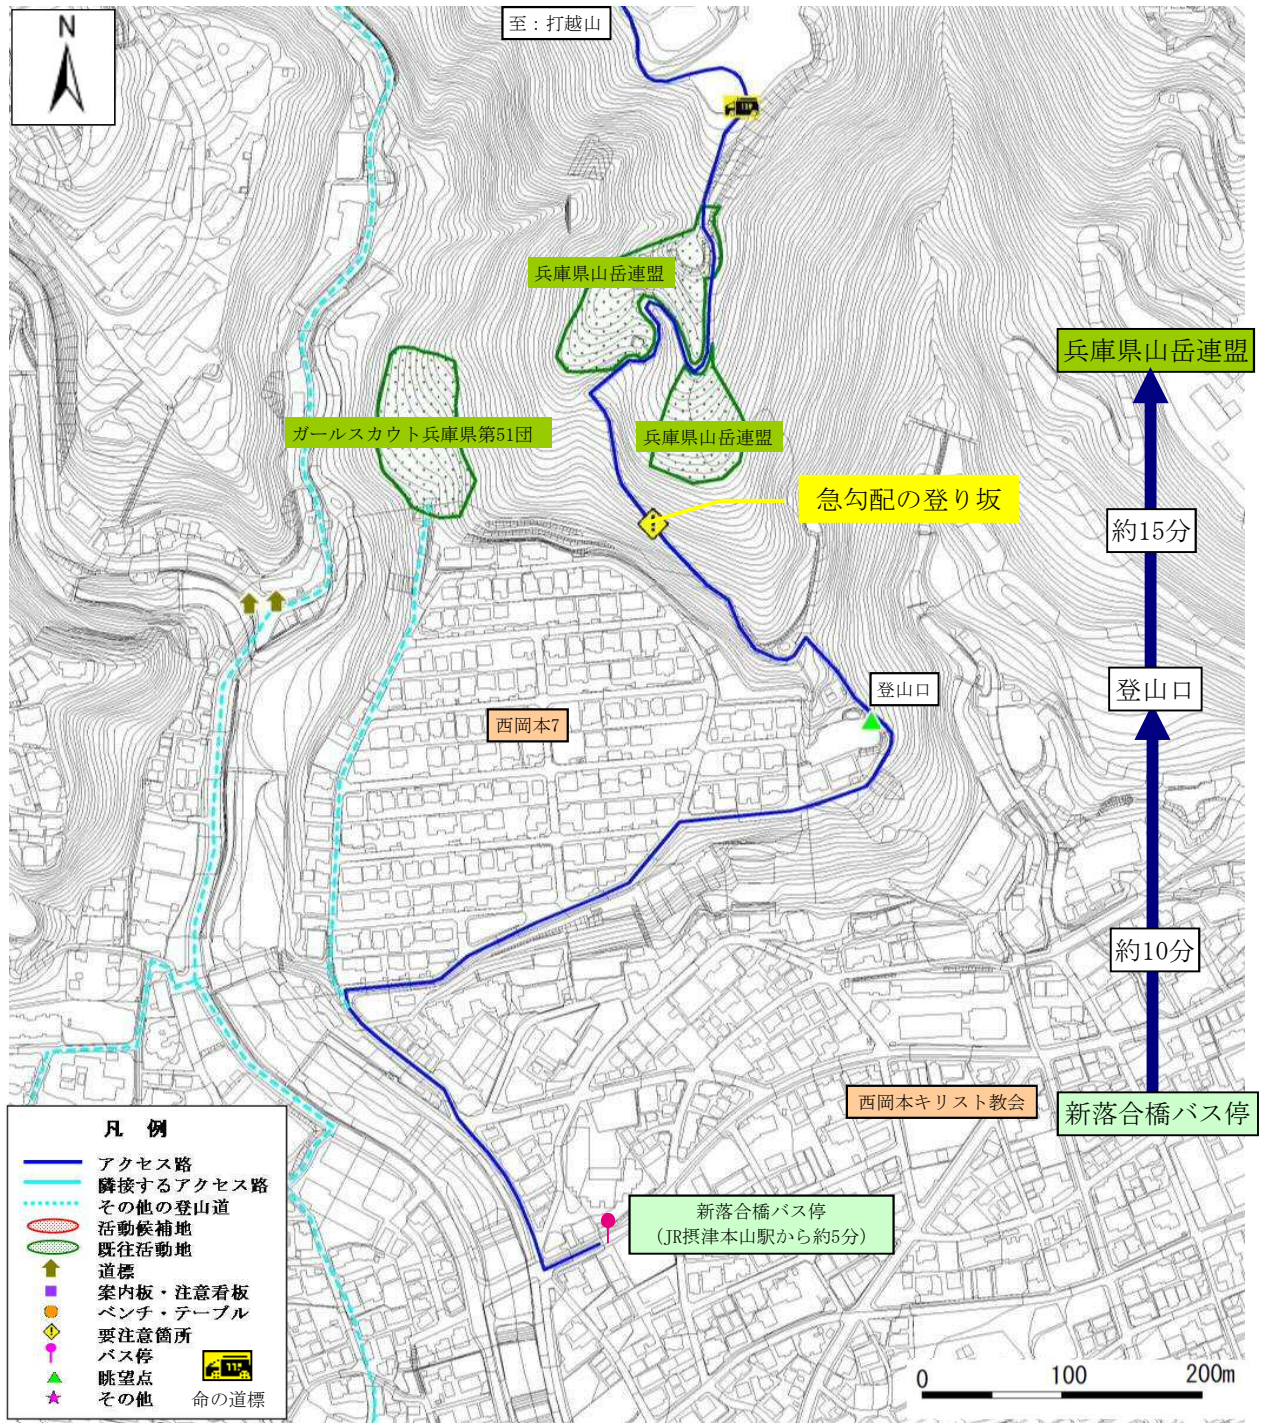 N
至：打越山
兵庫県山岳連盟
兵庫県山岳連盟
ガールスカウト兵庫県第51団
兵庫県山岳連盟
急勾配の登り坂
約15分
登山口
登山口
西岡本7
約10分
西岡本キリスト教会
新落合橋バス停
新落合橋バス停
（JR摂津本山駅から約5分）
凡 例
アクセス路
隣接するアクセス路
その他の登山道
活動候補地
既往活動地
道標
案内板・注意看板
ベンチ・テーブル
要注意箇所
バス停
眺望点
その他
命の道標
0 100 200m